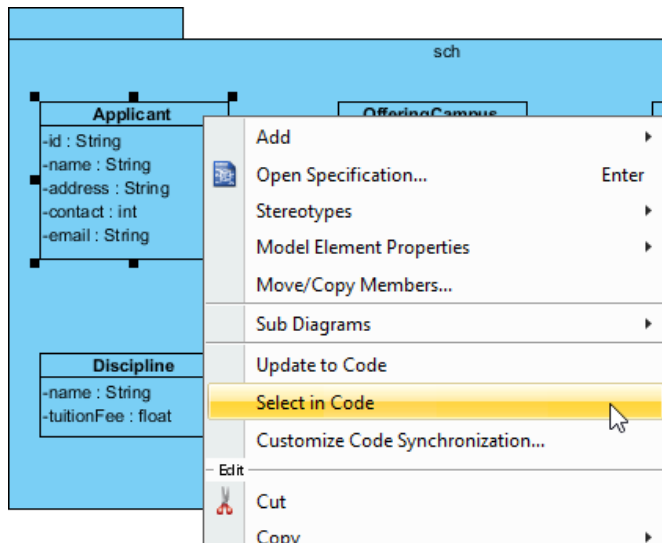 sch
Applicant
-id : String
-name : String
-address : String
-contact : int
-email : String
OfferingCampus
Discipline
-name : String
-tuitionFee : float
Add
Open Specification... Enter
Stereotypes
Model Element Properties
Move/Copy Members...
Sub Diagrams
Update to Code
Select in Code
Customize Code Synchronization...
Edit
Cut
Copy